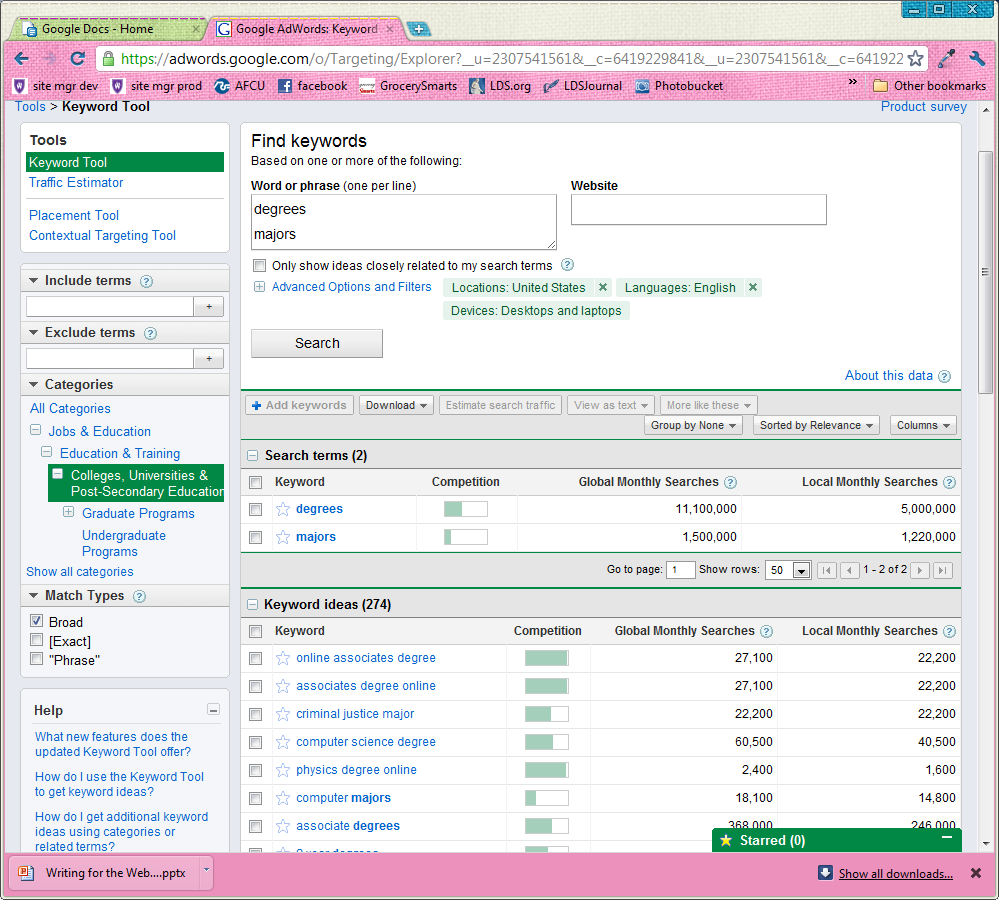 Google Docs - Home
Google AdWords: Keyword
https://adwords.google.com/o/Targeting/Explorer?__u=2307541561&__c=6419229841&__u=2307541561&__c=641922
site mgr dev site mgr prod AFCU facebook GrocerySmarts LDS.org LDSJournal Photobucket » Other bookmarks
Tools > Keyword Tool
Product survey
Tools
Keyword Tool
Traffic Estimator
Placement Tool
Contextual Targeting Tool
Include terms ?
+
Exclude terms ?
+
Categories
All Categories
Jobs & Education
Education & Training
Colleges, Universities &
Post-Secondary Education
Graduate Programs
Undergraduate
Programs
Show all categories
Match Types ?
Broad
[Exact]
"Phrase"
Help
What new features does the
updated Keyword Tool offer?
How do I use the Keyword Tool
to get keyword ideas?
How do I get additional keyword
ideas using categories or
related terms?
Find keywords
Based on one or more of the following:
Word or phrase (one per line) Website
degrees
majors
Only show ideas closely related to my search terms ?
Advanced Options and Filters Locations: United States × Languages: English ×
Devices: Desktops and laptops
Search
About this data ?
Add keywords Download Estimate search traffic View as text More like these
Group by None Sorted by Relevance Columns
Search terms (2)
Keyword Competition Global Monthly Searches ? Local Monthly Searches ?
degrees 11,100,000 5,000,000
majors 1,500,000 1,220,000
Go to page: 1 Show rows: 50 1 - 2 of 2
Keyword ideas (274)
Keyword Competition Global Monthly Searches ? Local Monthly Searches ?
online associates degree 27,100 22,200
associates degree online 27,100 22,200
criminal justice major 22,200 22,200
computer science degree 60,500 40,500
physics degree online 2,400 1,600
computer majors 18,100 14,800
associate degrees 368,000 246,000
Starred (0)
Writing for the Web....pptx
Show all downloads...